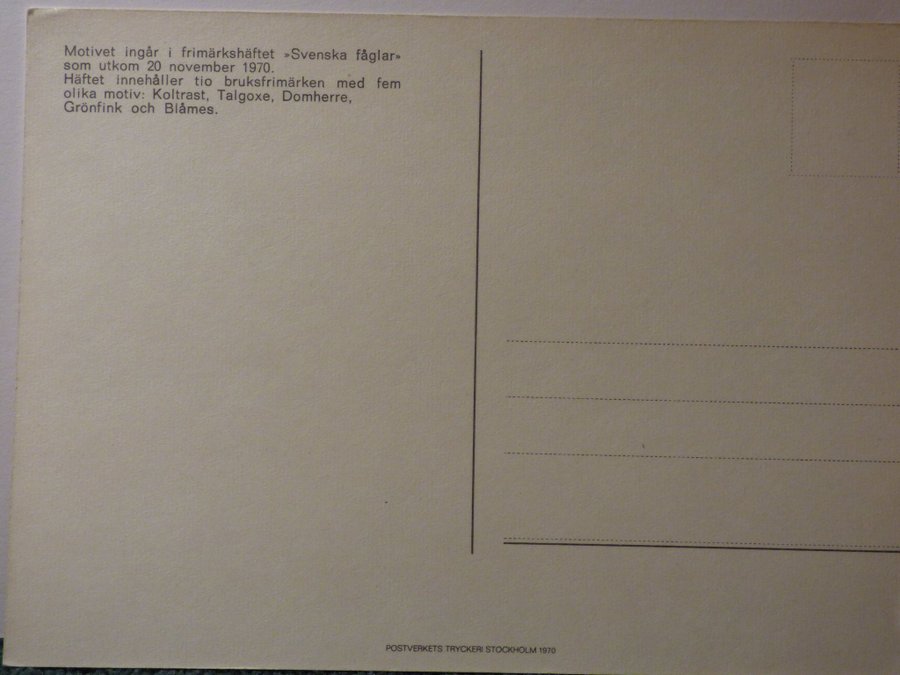 Motivet ingår i frimärkshäftet »Svenska fåglar»
som utkom 20 november 1970.
Häftet innehåller tio bruksfrimärken med fem
olika motiv: Koltrast, Talgoxe, Domherre,
Grönfink och Blåmes.
POSTVERKETS TRYCKERI STOCKHOLM 1970